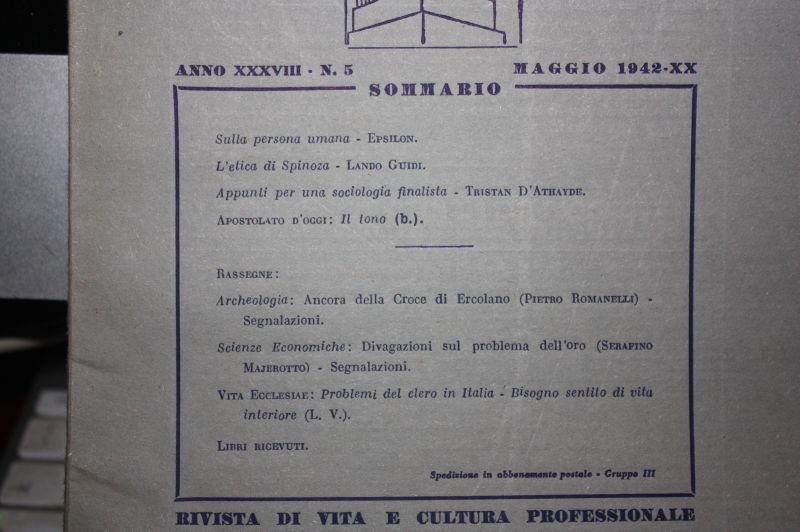 ANNO XXXVIII - N. 5
MAGGIO 1942-XX
SOMMARIO
Sulla persona umana - EPSILON.
L'etica di Spinoza - LANDO GUIDI.
Appunti per una sociologia finalista - TRISTAN D'ATHAYDE.
APOSTOLATO D'OGGI: Il tono (b.).
RASSEGNE:
Archeologia: Ancora della Croce di Ercolano (PIETRO ROMANELLI) -
Segnalazioni.
Scienze Economiche: Divagazioni sul problema dell'oro (SERAFINO
MAJEROTTO) - Segnalazioni.
VITA ECCLESIAE: Problemi del clero in Italia - Bisogno sentito di vita
interiore (L. V.).
LIBRI RICEVUTI.
Spedizione in abbonamento postale - Gruppo III
RIVISTA DI VITA E CULTURA PROFESSIONALE